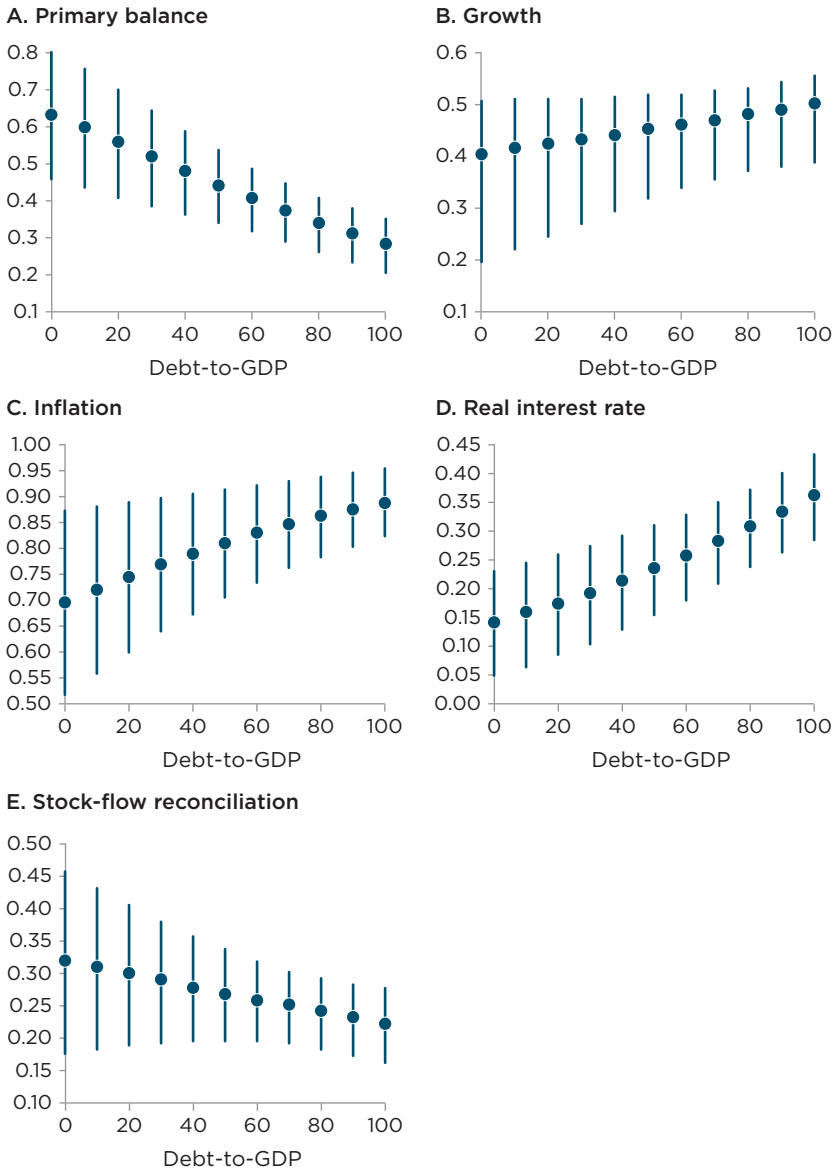 A. Primary balance
0.8
0.7
0.6
0.5
0.4
0.3
0.2
0.1
0 20 40 60 80 100
Debt-to-GDP
B. Growth
0.6
0.5
0.4
0.3
0.2
0.1
0 20 40 60 80 100
Debt-to-GDP
C. Inflation
1.00
0.95
0.90
0.85
0.80
0.75
0.70
0.65
0.60
0.55
0.50
0 20 40 60 80 100
Debt-to-GDP
D. Real interest rate
0.45
0.40
0.35
0.30
0.25
0.20
0.15
0.10
0.05
0.00
0 20 40 60 80 100
Debt-to-GDP
E. Stock-flow reconciliation
0.50
0.45
0.40
0.35
0.30
0.25
0.20
0.15
0.10
0 20 40 60 80 100
Debt-to-GDP